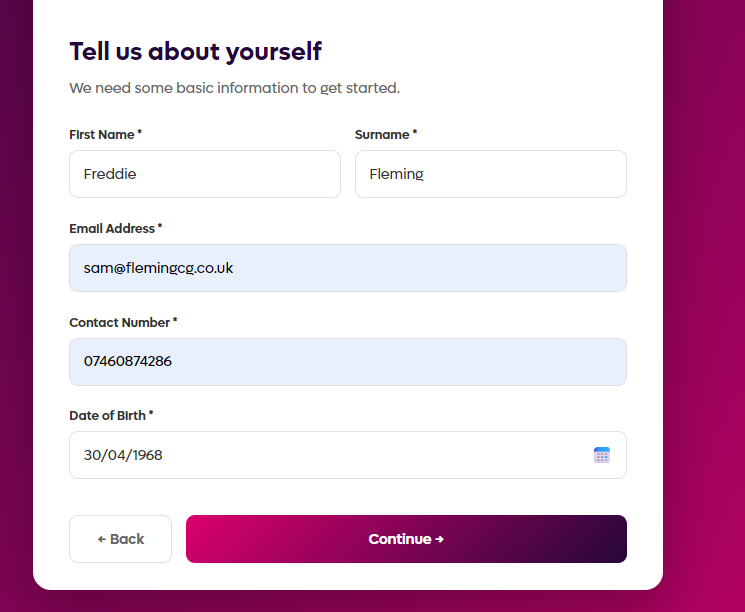 Tell us about yourself
We need some basic information to get started.
First Name *
Surname *
Freddie
Fleming
Email Address *
sam@flemingcg.co.uk
Contact Number *
07460874286
Date of Birth *
30/04/1968
← Back
Continue →